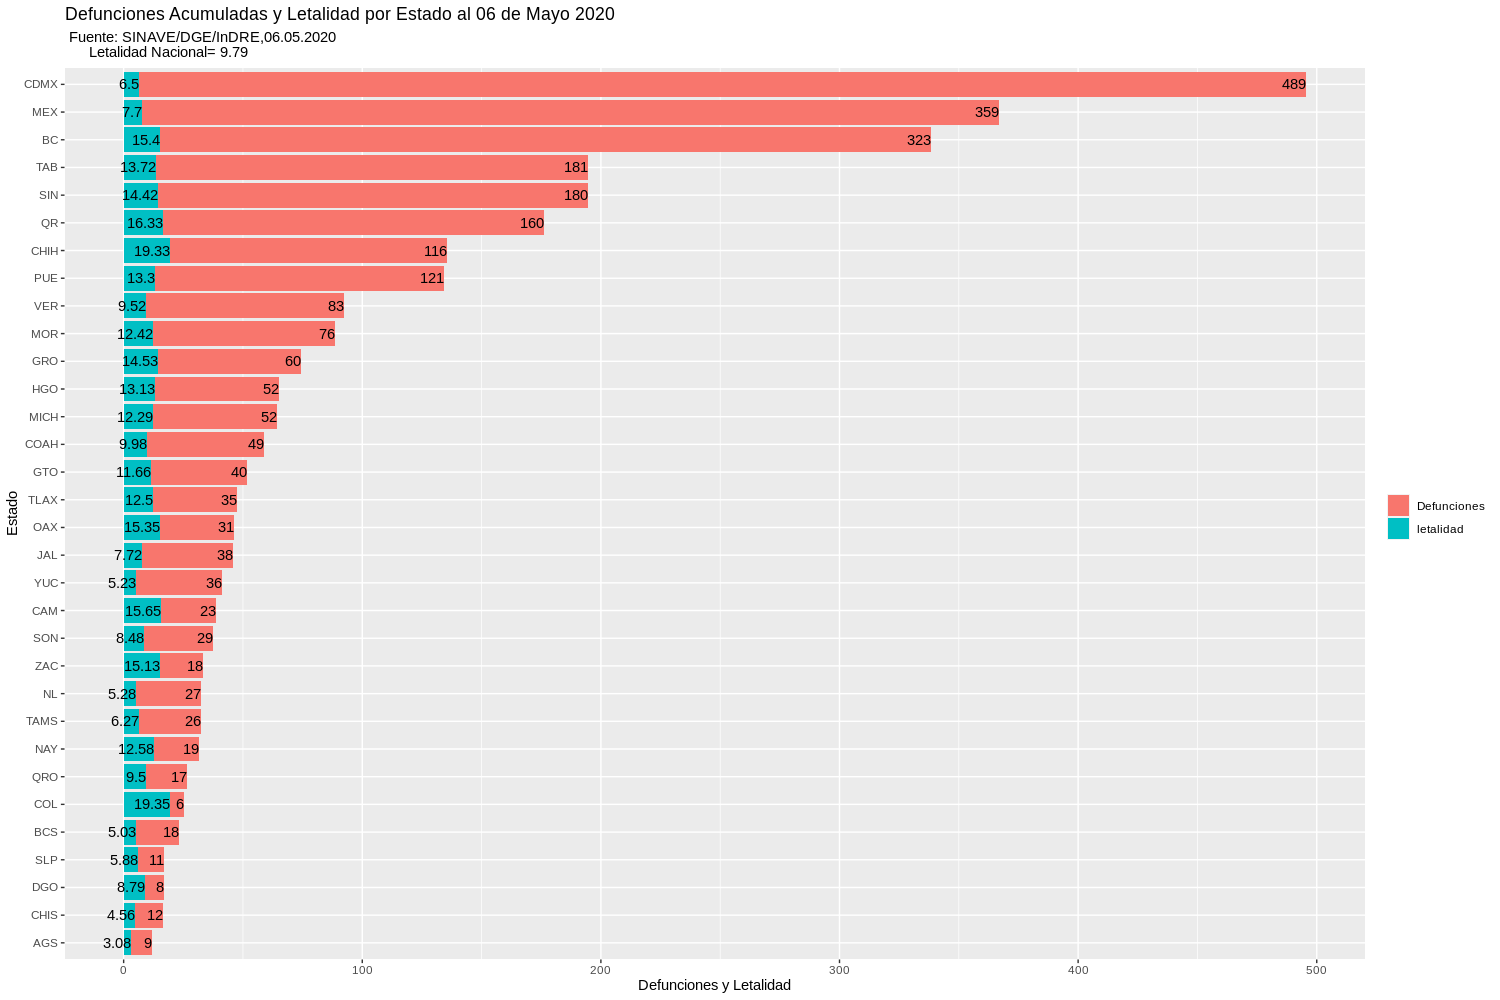 Defunciones Acumuladas y Letalidad por Estado al 06 de Mayo 2020
Fuente: SINAVE/DGE/InDRE,06.05.2020
Letalidad Nacional= 9.79
CDMX 6.5 489
MEX 7.7 359
BC 15.4 323
TAB 13.72 181
SIN 14.42 180
QR 16.33 160
CHIH 19.33 116
PUE 13.3 121
VER 9.52 83
MOR 12.42 76
GRO 14.53 60
HGO 13.13 52
MICH 12.29 52
COAH 9.98 49
GTO 11.66 40
TLAX 12.5 35
OAX 15.35 31
JAL 7.72 38
YUC 5.23 36
CAM 15.65 23
SON 8.48 29
ZAC 15.13 18
NL 5.28 27
TAMS 6.27 26
NAY 12.58 19
QRO 9.5 17
COL 19.35 6
BCS 5.03 18
SLP 5.88 11
DGO 8.79 8
CHIS 4.56 12
AGS 3.08 9
0 100 200 300 400 500
Defunciones y Letalidad
Estado
Defunciones
letalidad